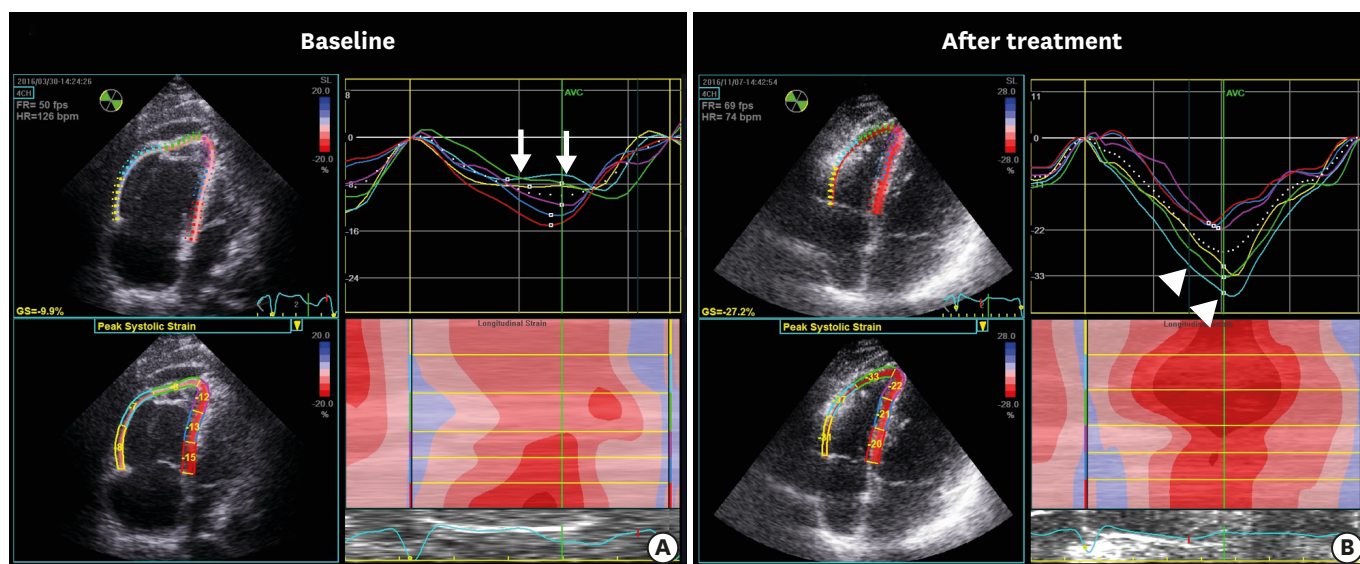 Baseline
2016/03/30-14:24:26
4CH
FR= 50 fps
HR=126 bpm
SL
20.0
-20.0
%
GS=-9.9%
2
8
0
-8
-16
-24
AVC
Peak Systolic Strain
20.0
-20.0
%
-8
-12
-13
-15
Longitudinal Strain
A
After treatment
2016/11/07-14:42:54
4CH
FR= 69 fps
HR= 74 bpm
SL
28.0
-28.0
%
GS=-27.2%
11
0
-11
-22
-33
AVC
Peak Systolic Strain
28.0
-28.0
%
-33
-22
-37
-21
-31
-20
B